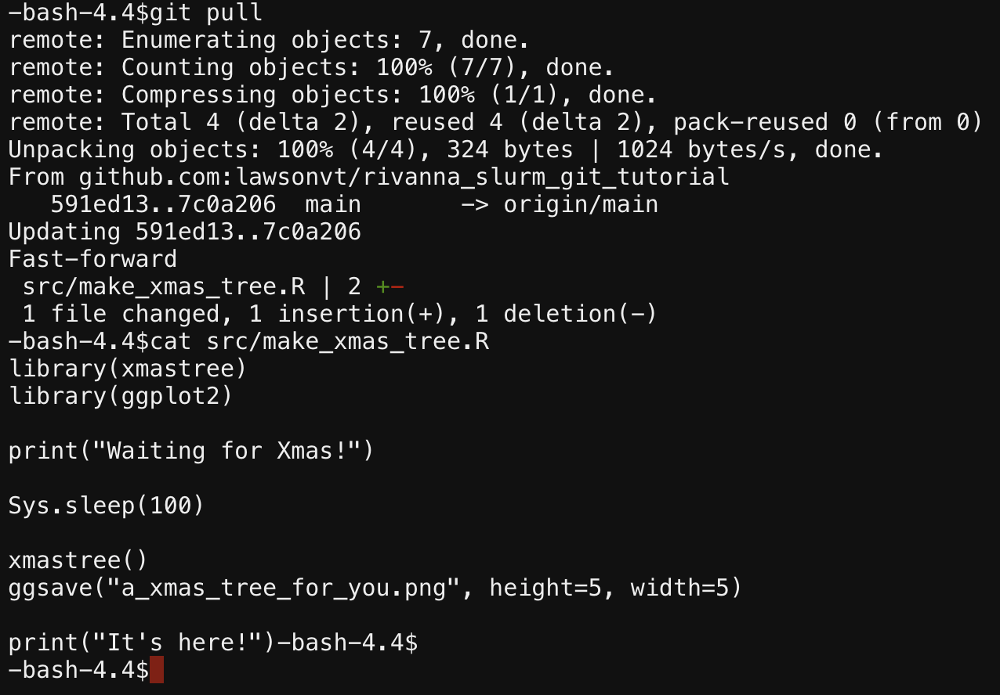 -bash-4.4$git pull
remote: Enumerating objects: 7, done.
remote: Counting objects: 100% (7/7), done.
remote: Compressing objects: 100% (1/1), done.
remote: Total 4 (delta 2), reused 4 (delta 2), pack-reused 0 (from 0)
Unpacking objects: 100% (4/4), 324 bytes | 1024 bytes/s, done.
From github.com:lawsonvt/rivanna_slurm_git_tutorial
   591ed13..7c0a206  main       -> origin/main
Updating 591ed13..7c0a206
Fast-forward
 src/make_xmas_tree.R | 2 +-
 1 file changed, 1 insertion(+), 1 deletion(-)
-bash-4.4$cat src/make_xmas_tree.R
library(xmastree)
library(ggplot2)

print("Waiting for Xmas!")

Sys.sleep(100)

xmastree()
ggsave("a_xmas_tree_for_you.png", height=5, width=5)

print("It's here!")-bash-4.4$
-bash-4.4$